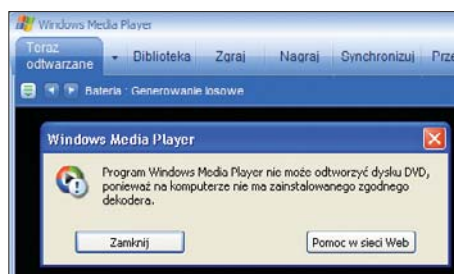 Windows Media Player
Teraz
odtwarzane
Biblioteka Zgraj Nagraj Synchronizuj Prze
Bateria : Generowanie losowe
Windows Media Player
Program Windows Media Player nie może odtworzyć dysku DVD,
ponieważ na komputerze nie ma zainstalowanego zgodnego
dekodera.
Zamknij Pomoc w sieci Web